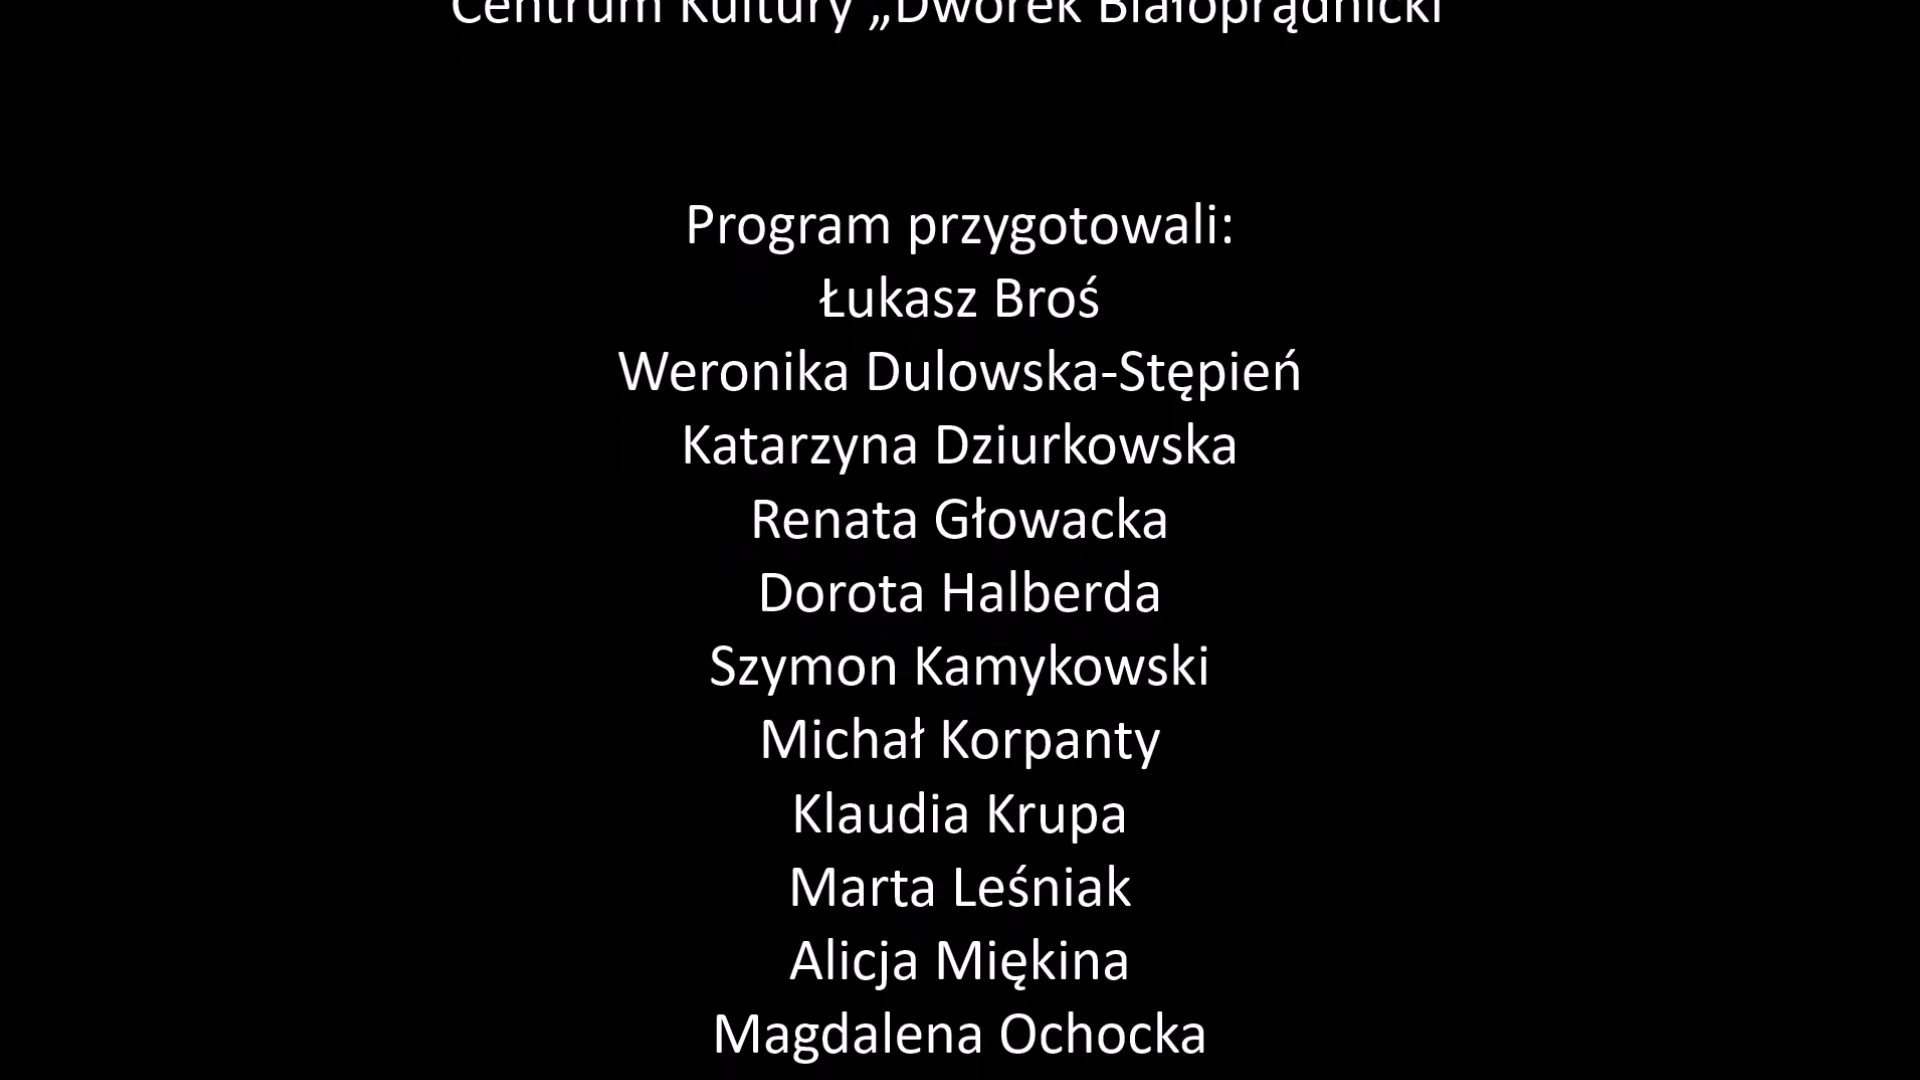 Centrum Kultury „Dworek Białoprądnicki
Program przygotowali:
Łukasz Broś
Weronika Dulowska-Stępień
Katarzyna Dziurkowska
Renata Głowacka
Dorota Halberda
Szymon Kamykowski
Michał Korpanty
Klaudia Krupa
Marta Leśniak
Alicja Miękina
Magdalena Ochocka